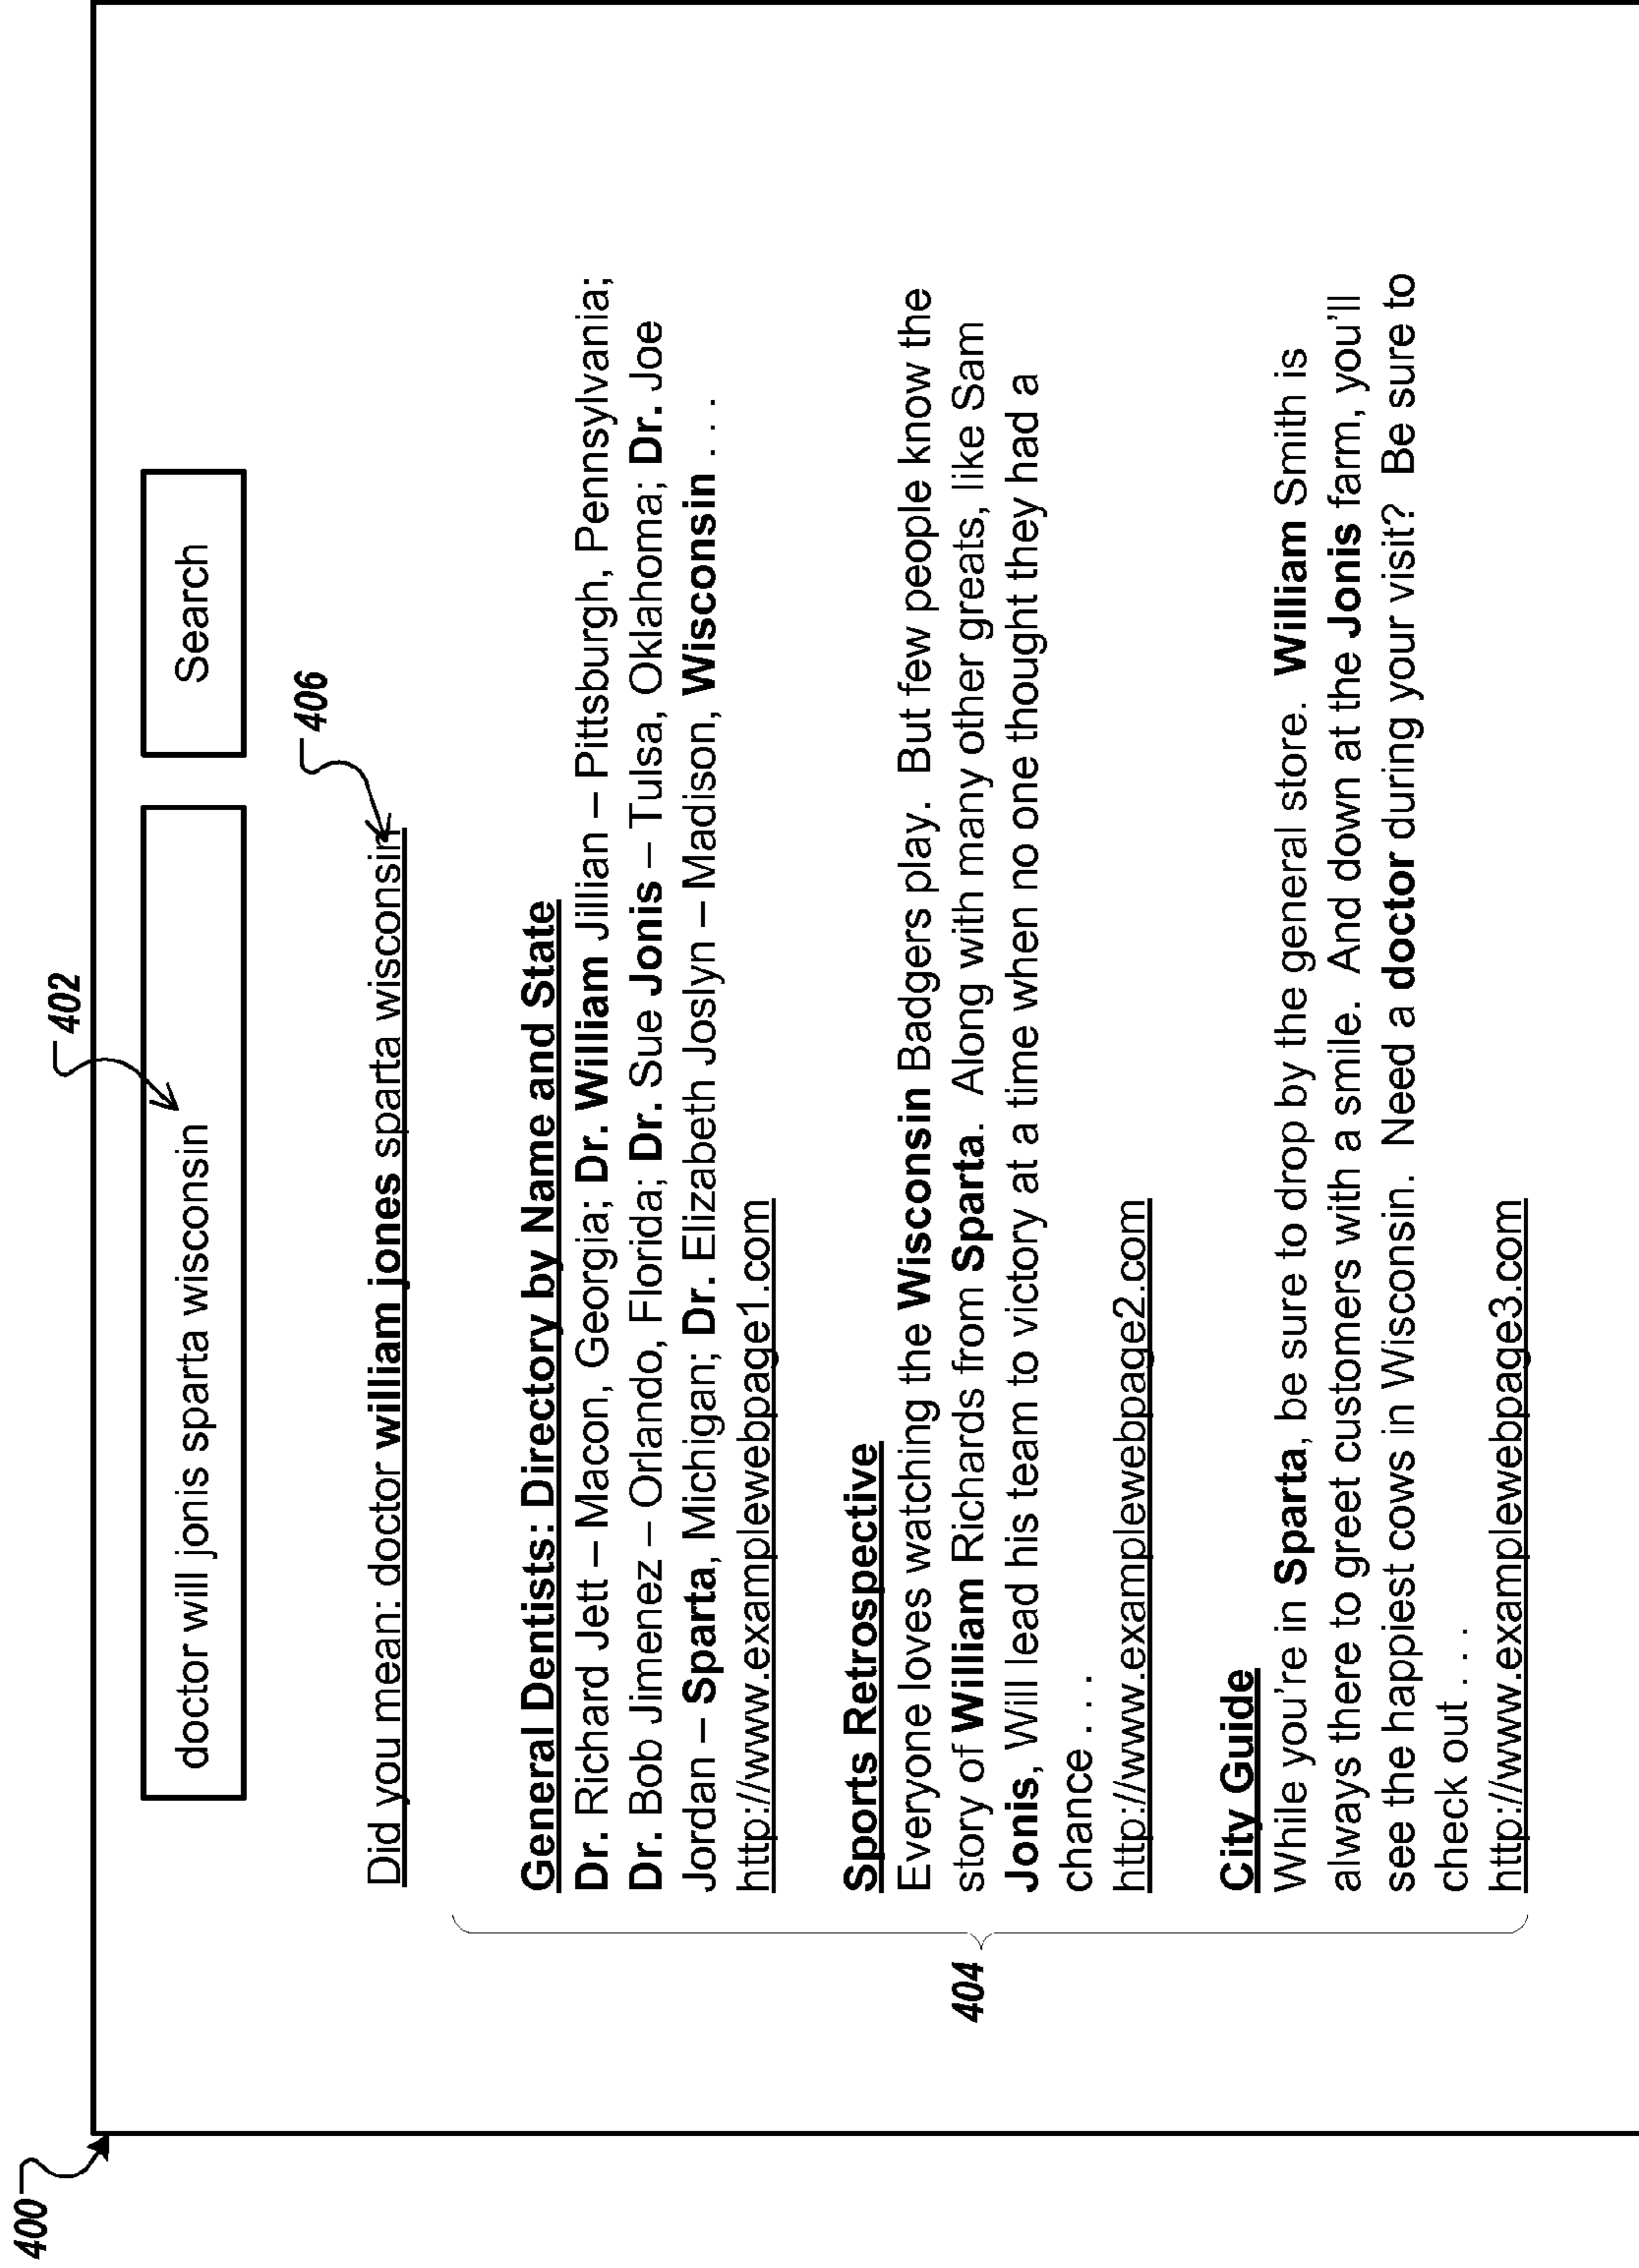 400
402
doctor will jonis sparta wisconsin
Search
406
Did you mean: doctor william jones sparta wisconsin
General Dentists: Directory by Name and State
Dr. Richard Jett – Macon, Georgia; Dr. William Jillian – Pittsburgh, Pennsylvania;
Dr. Bob Jimenez – Orlando, Florida; Dr. Sue Jonis – Tulsa, Oklahoma; Dr. Joe
Jordan – Sparta, Michigan; Dr. Elizabeth Joslyn – Madison, Wisconsin . . .
http://www.examplewebpage1.com
404
Sports Retrospective
Everyone loves watching the Wisconsin Badgers play. But few people know the
story of William Richards from Sparta. Along with many other greats, like Sam
Jonis, Will lead his team to victory at a time when no one thought they had a
chance . . .
http://www.examplewebpage2.com
City Guide
While you're in Sparta, be sure to drop by the general store. William Smith is
always there to greet customers with a smile. And down at the Jonis farm, you'll
see the happiest cows in Wisconsin. Need a doctor during your visit? Be sure to
check out . . .
http://www.examplewebpage3.com